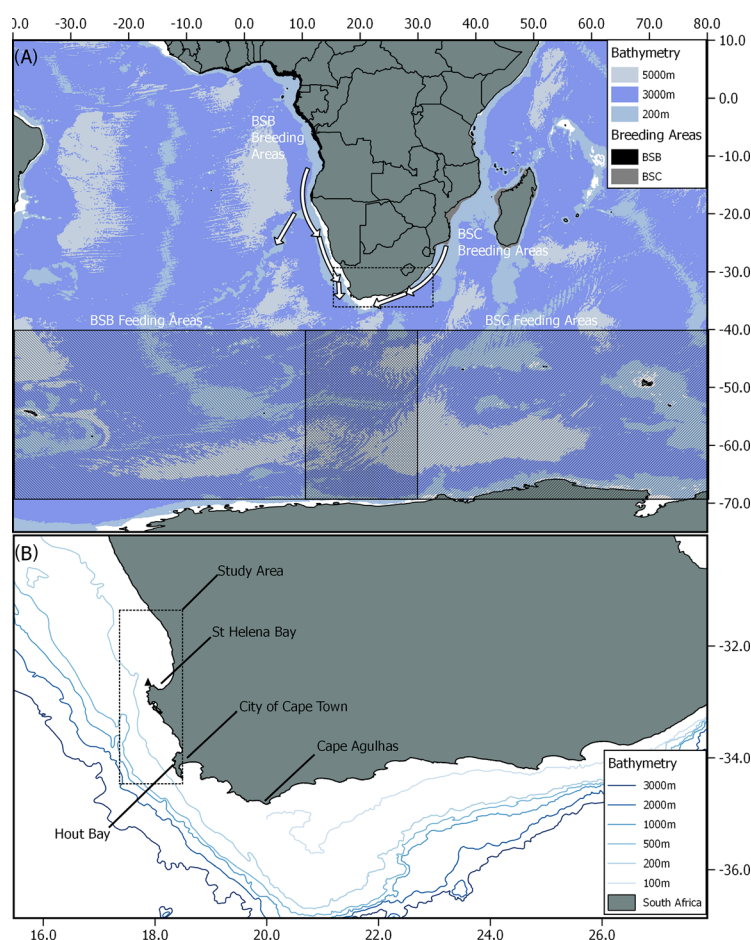 -30.0 -20.0 -10.0 0.0 10.0 20.0 30.0 40.0 50.0 60.0 70.0 80.0
(A)
10.0
0.0
-10.0
-20.0
-30.0
-40.0
-50.0
-60.0
-70.0
Bathymetry
5000m
3000m
200m
Breeding Areas
BSB
BSC
BSB
Breeding
Areas
BSC
Breeding Areas
BSB Feeding Areas
BSC Feeding Areas
(B)
Study Area
St Helena Bay
City of Cape Town
Cape Agulhas
Hout Bay
-32.0
-34.0
-36.0
Bathymetry
3000m
2000m
1000m
500m
200m
100m
South Africa
16.0 18.0 20.0 22.0 24.0 26.0